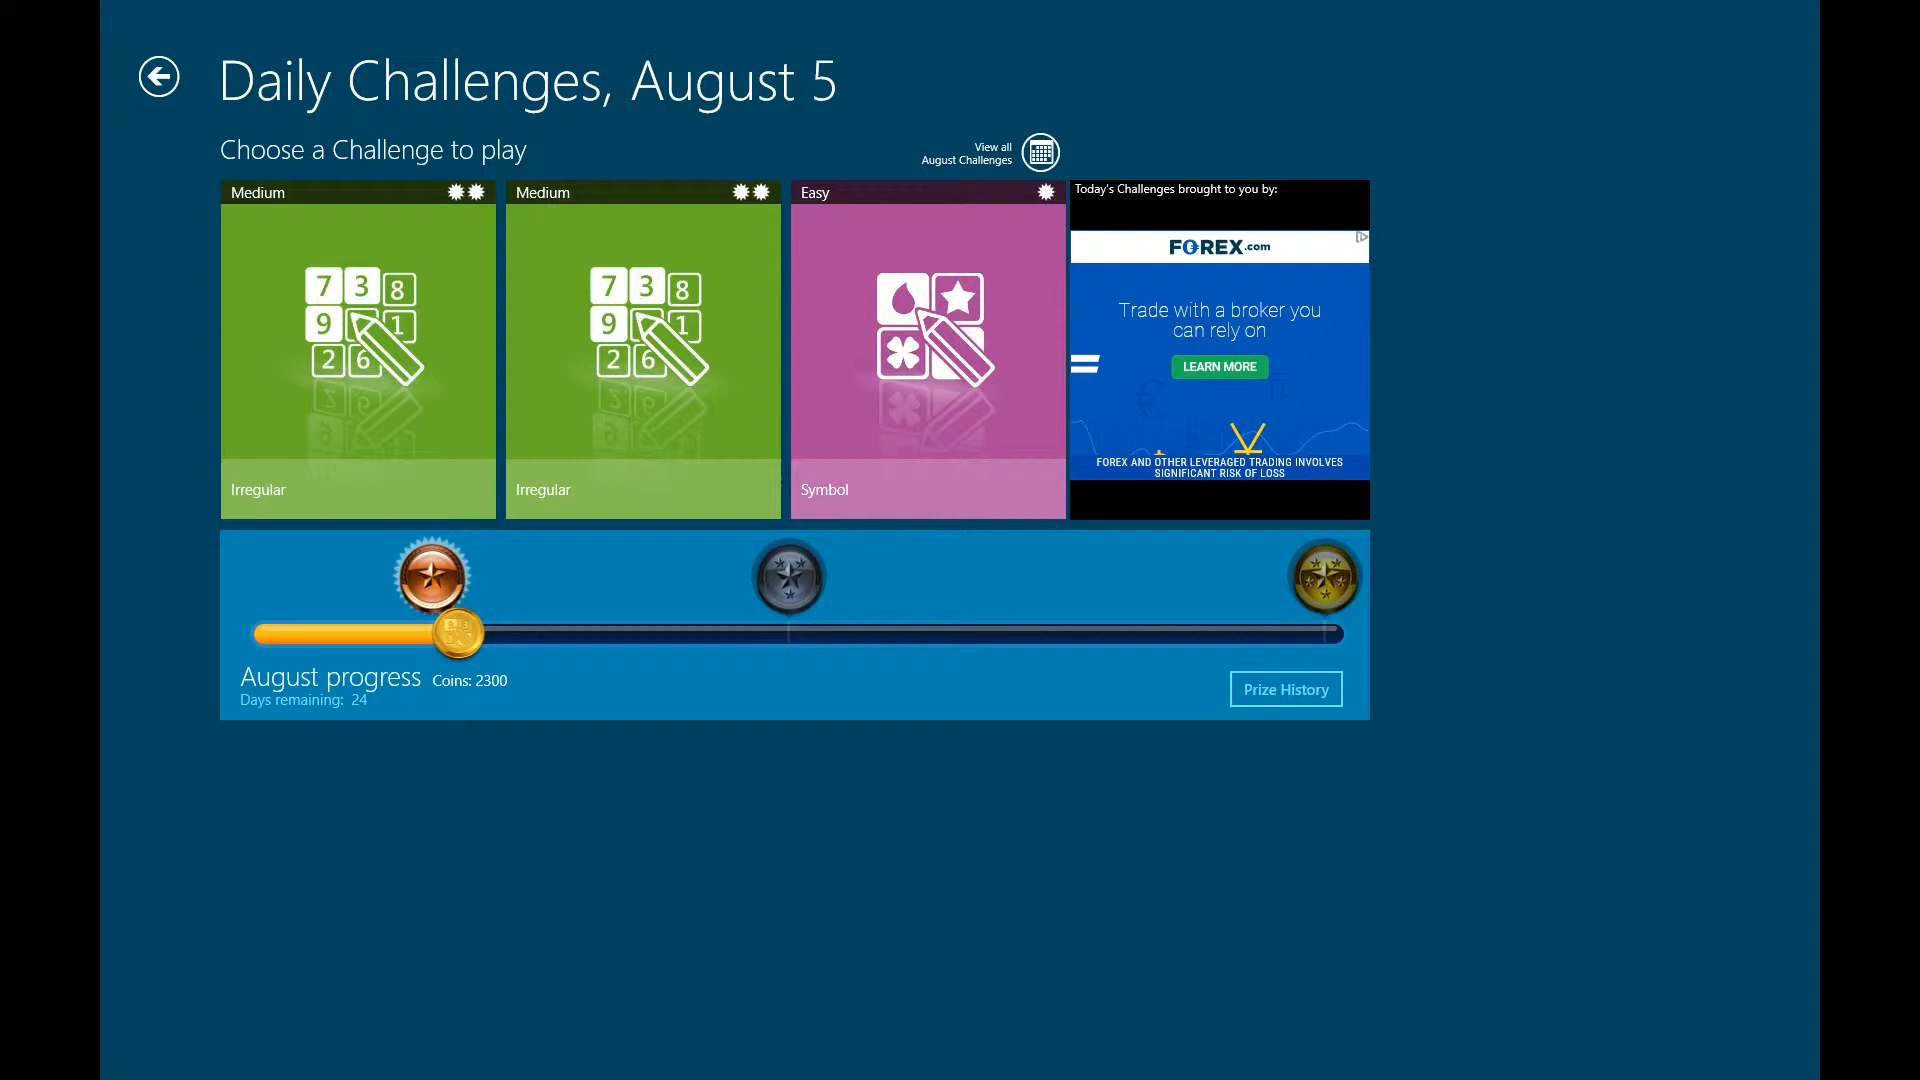 Daily Challenges, August 5
Choose a Challenge to play
View all
August Challenges
Medium
7 3 8
9 1
2 6
Irregular
Medium
7 3 8
9 1
2 6
Irregular
Easy
Symbol
Today's Challenges brought to you by:
FOREX.com
Trade with a broker you
can rely on
LEARN MORE
FOREX AND OTHER LEVERAGED TRADING INVOLVES
SIGNIFICANT RISK OF LOSS
August progress Coins: 2300
Days remaining: 24
Prize History